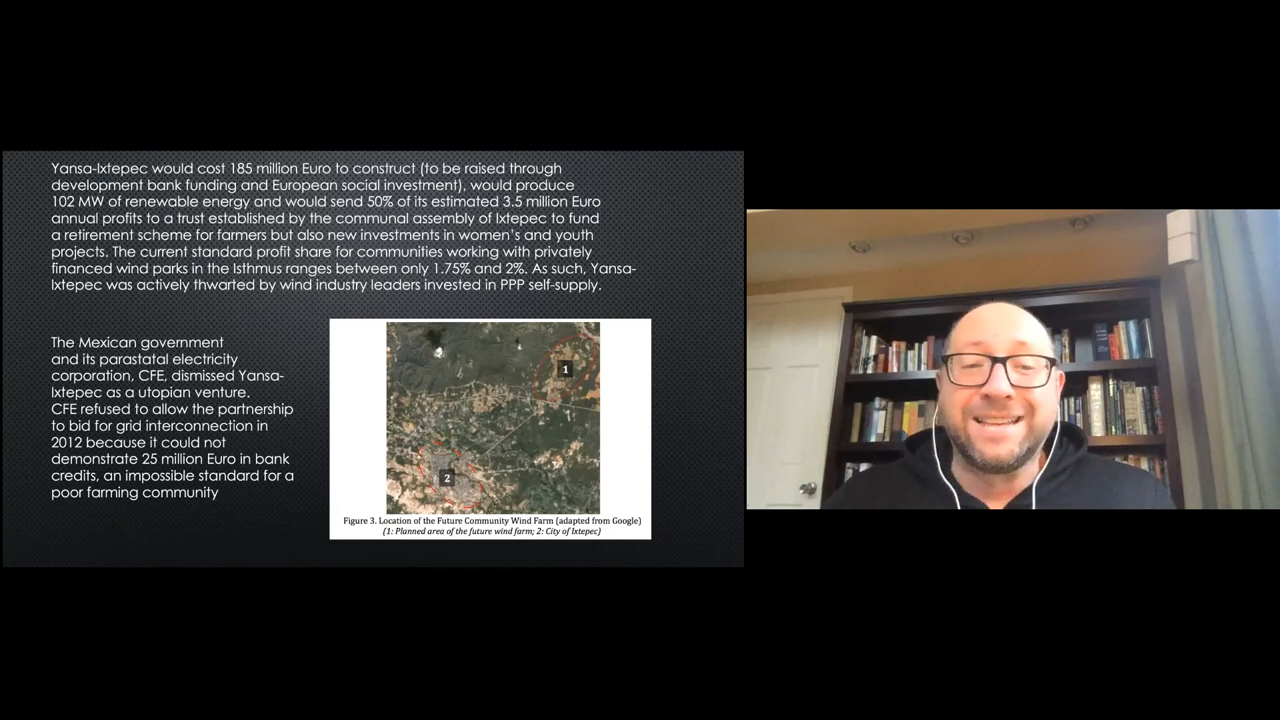 Yansa-Ixtepec would cost 185 million Euro to construct (to be raised through
development bank funding and European social investment), would produce
102 MW of renewable energy and would send 50% of its estimated 3.5 million Euro
annual profits to a trust established by the communal assembly of Ixtepec to fund
a retirement scheme for farmers but also new investments in women's and youth
projects. The current standard profit share for communities working with privately
financed wind parks in the Isthmus ranges between only 1.75% and 2%. As such, Yansa-
Ixtepec was actively thwarted by wind industry leaders invested in PPP self-supply.
The Mexican government
and its parastatal electricity
corporation, CFE, dismissed Yansa-
Ixtepec as a utopian venture.
CFE refused to allow the partnership
to bid for grid interconnection in
2012 because it could not
demonstrate 25 million Euro in bank
credits, an impossible standard for a
poor farming community
1
2
Figure 3. Location of the Future Community Wind Farm (adapted from Google)
(1: Planned area of the future wind farm; 2: City of Ixtepec)